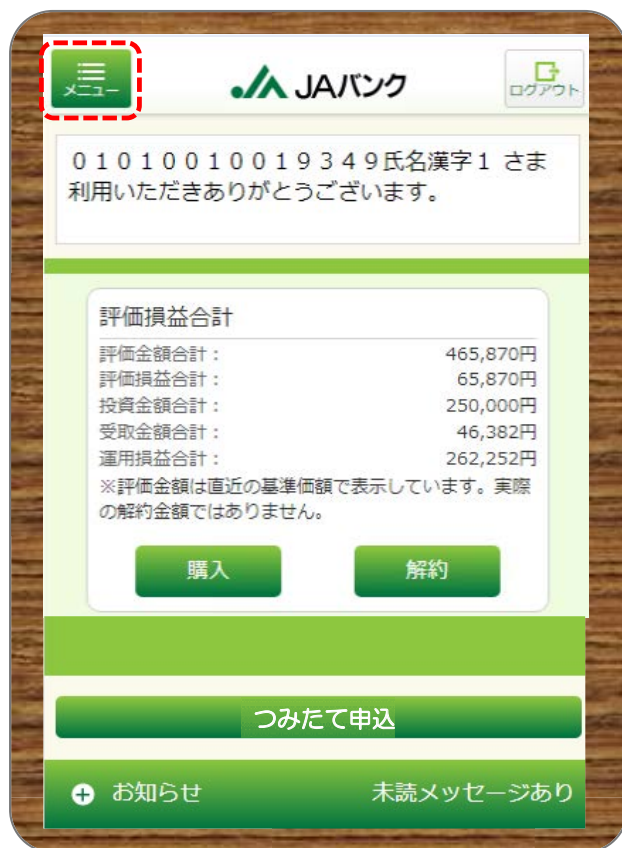 メニュー
JAバンク
ログアウト
01010010019349氏名漢字1 さま
利用いただきありがとうございます。
評価損益合計
評価金額合計： 465,870円
評価損益合計： 65,870円
投資金額合計： 250,000円
受取金額合計： 46,382円
運用損益合計： 262,252円
※評価金額は直近の基準価額で表示しています。実際
の解約金額ではありません。
購入 解約
つみたて申込
お知らせ 未読メッセージあり